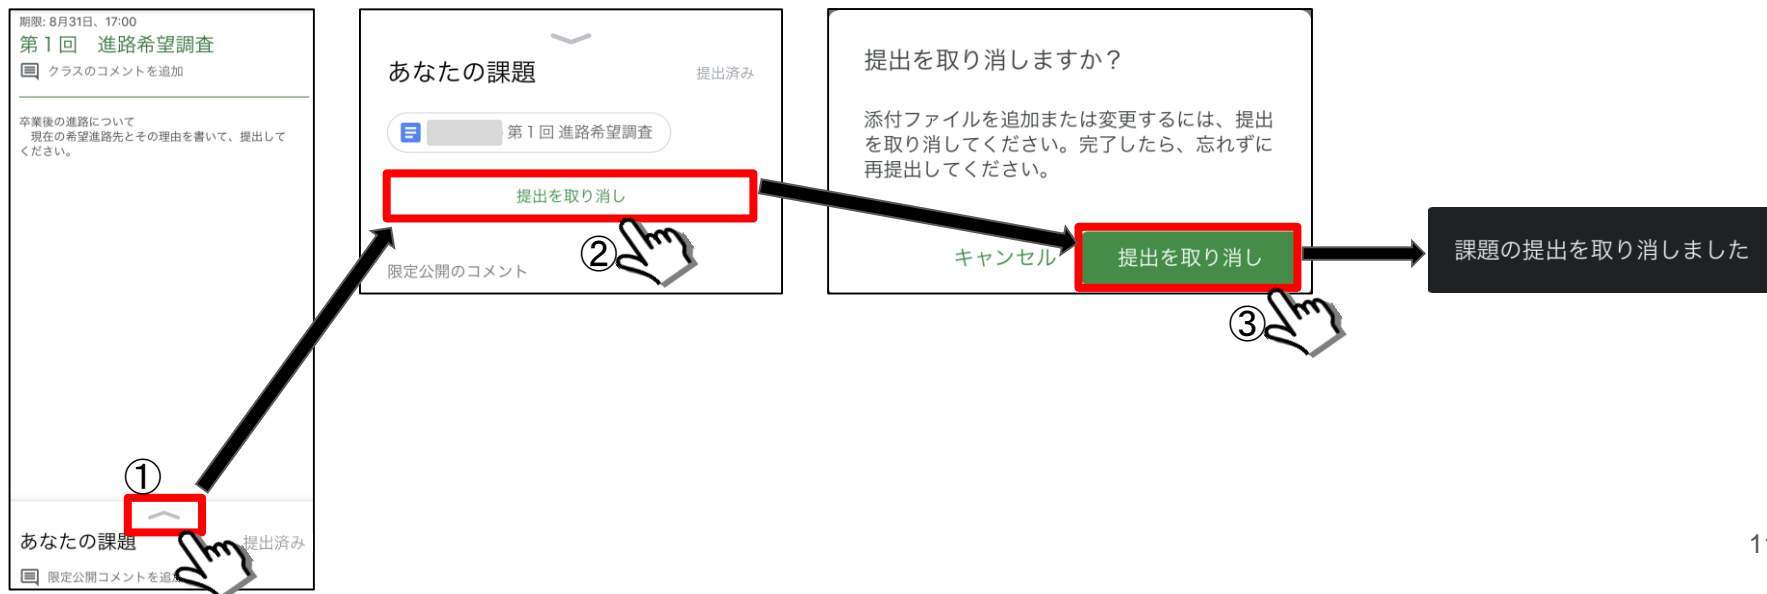 期限: 8月31日、17:00
第1回　進路希望調査
クラスのコメントを追加
卒業後の進路について
　現在の希望進路先とその理由を書いて、提出して
ください。
①
あなたの課題
提出済み
限定公開コメントを追
あなたの課題
提出済み
第1回 進路希望調査
提出を取り消し
②
限定公開のコメント
提出を取り消しますか？
添付ファイルを追加または変更するには、提出
を取り消してください。完了したら、忘れずに
再提出してください。
キャンセル
提出を取り消し
③
課題の提出を取り消しました